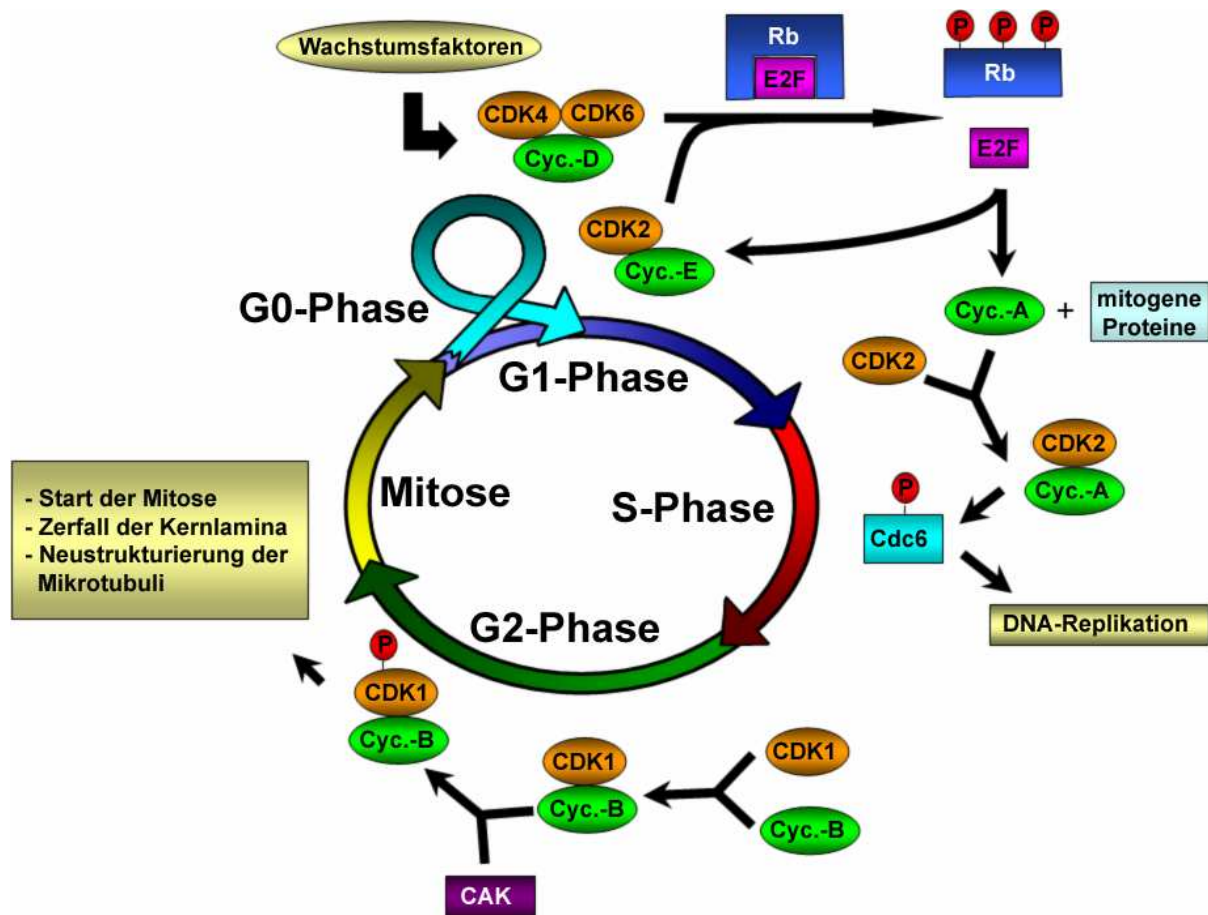 Wachstumsfaktoren
Rb
E2F
P P P
Rb
CDK4 CDK6
Cyc.-D
E2F
CDK2
Cyc.-E
G0-Phase
Cyc.-A + mitogene
Proteine
G1-Phase
CDK2
CDK2
Cyc.-A
- Start der Mitose
- Zerfall der Kernlamina
- Neustrukturierung der
Mikrotubuli
Mitose
S-Phase
P
Cdc6
G2-Phase
DNA-Replikation
P
CDK1
Cyc.-B
CDK1
Cyc.-B
CDK1
Cyc.-B
CAK